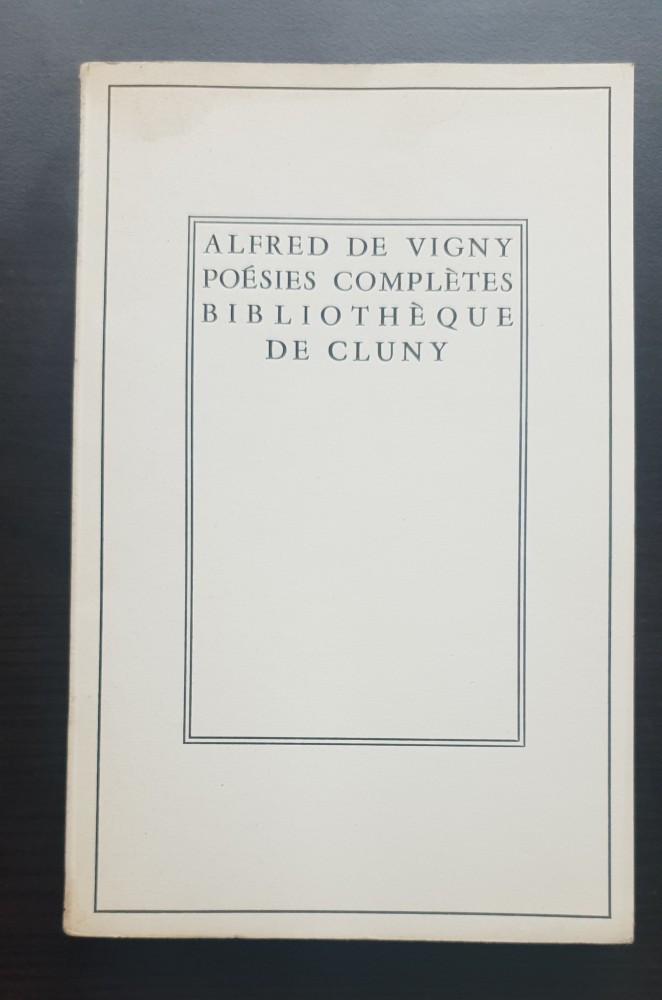 ALFRED DE VIGNY
POÉSIES COMPLÈTES
BIBLIOTHÈQUE
DE CLUNY